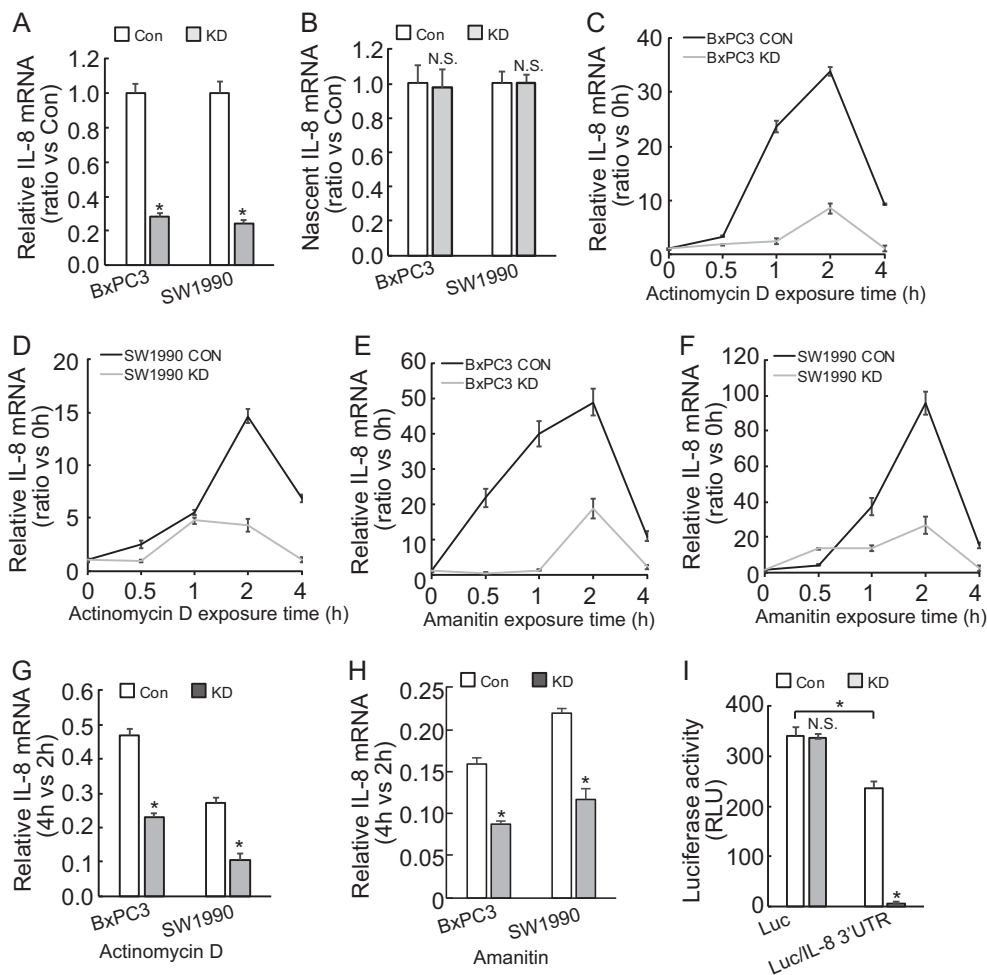 A
Con
KD
Relative IL-8 mRNA
(ratio vs Con)
1.2
1.0
0.8
0.6
0.4
0.2
0.0
*
*
BxPC3
SW1990
B
Con
KD
Nascent IL-8 mRNA
(ratio vs Con)
1.2
1.0
0.8
0.6
0.4
0.2
0.0
N.S.
N.S.
BxPC3
SW1990
C
BxPC3 CON
BxPC3 KD
Relative IL-8 mRNA
(ratio vs 0h)
40
30
20
10
0
0 0.5 1 2 4
Actinomycin D exposure time (h)
D
SW1990 CON
SW1990 KD
Relative IL-8 mRNA
(ratio vs 0h)
20
15
10
5
0
0 0.5 1 2 4
Actinomycin D exposure time (h)
E
BxPC3 CON
BxPC3 KD
Relative IL-8 mRNA
(ratio vs 0h)
60
50
40
30
20
10
0
0 0.5 1 2 4
Amanitin exposure time (h)
F
SW1990 CON
SW1990 KD
Relative IL-8 mRNA
(ratio vs 0h)
120
100
80
60
40
20
0
0 0.5 1 2 4
Amanitin exposure time (h)
G
Con
KD
Relative IL-8 mRNA
(4h vs 2h)
0.6
0.5
0.4
0.3
0.2
0.1
0.0
*
*
BxPC3
SW1990
Actinomycin D
H
Con
KD
Relative IL-8 mRNA
(4h vs 2h)
0.25
0.20
0.15
0.10
0.05
0
*
*
BxPC3
SW1990
Amanitin
I
Con
KD
Luciferase activity
(RLU)
400
300
200
100
0
*
N.S.
*
Luc
Luc/IL-8 3'UTR